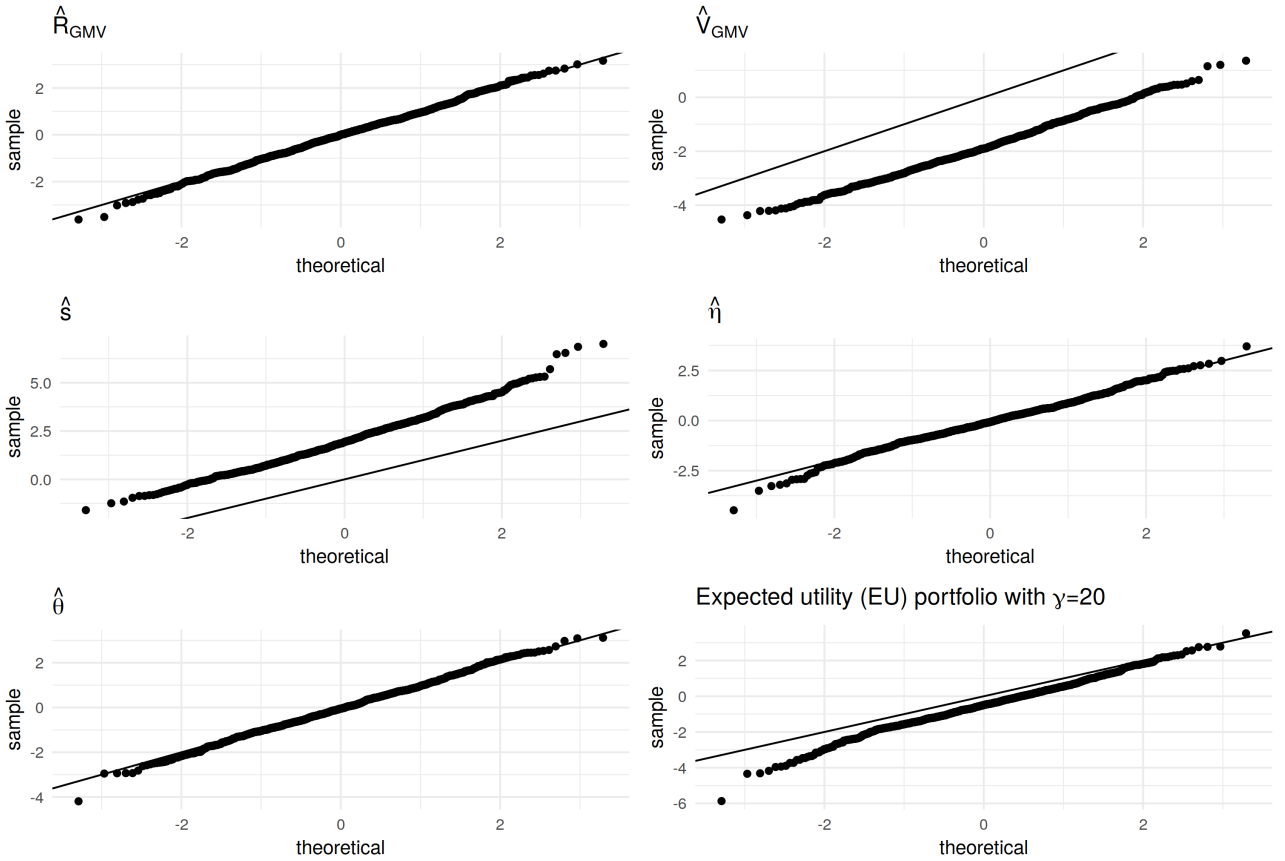 R̂GMV
sample
2
0
-2
-2
0
2
theoretical
V̂GMV
sample
0
-2
-4
-2
0
2
theoretical
ŝ
sample
5.0
2.5
0.0
-2
0
2
theoretical
η̂
sample
2.5
0.0
-2.5
-2
0
2
theoretical
θ̂
sample
2
0
-2
-4
-2
0
2
theoretical
Expected utility (EU) portfolio with γ=20
sample
2
0
-2
-4
-6
-2
0
2
theoretical